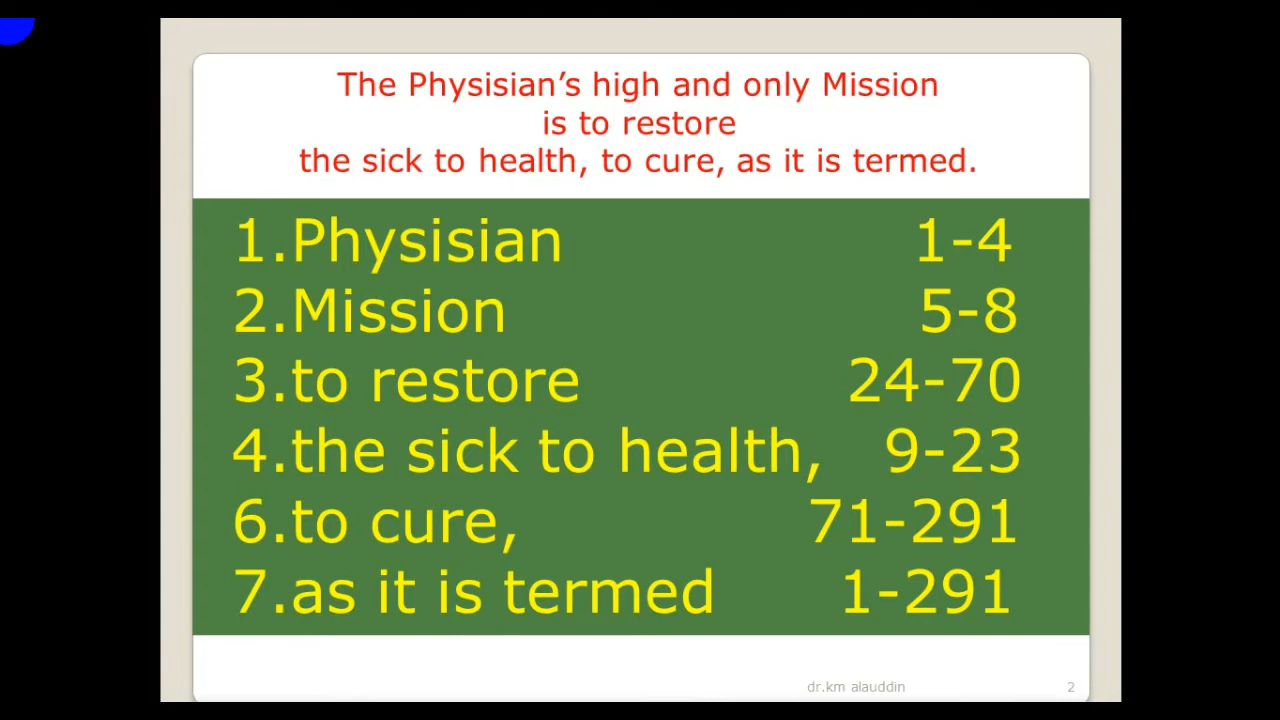 The Physisian’s high and only Mission
is to restore
the sick to health, to cure, as it is termed.
1.Physisian 1-4
2.Mission 5-8
3.to restore 24-70
4.the sick to health, 9-23
6.to cure, 71-291
7.as it is termed 1-291
dr.km alauddin 2